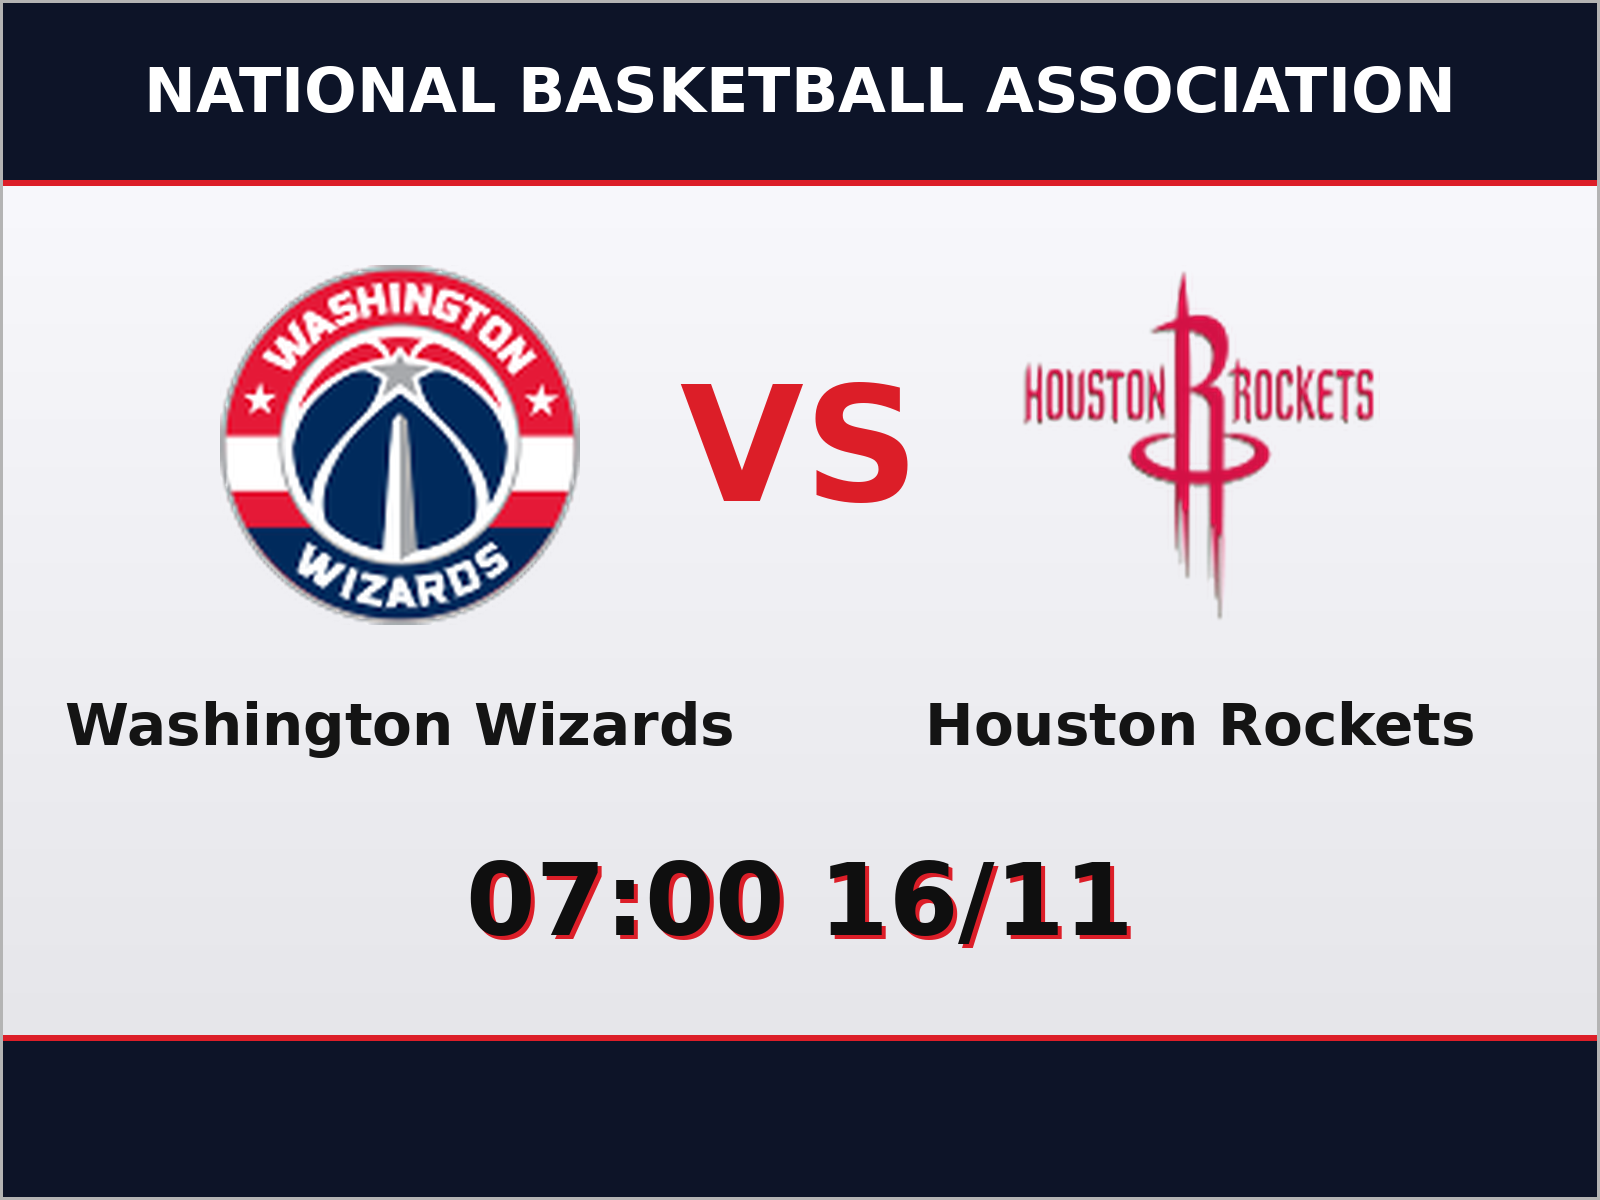 NATIONAL BASKETBALL ASSOCIATION
WASHINGTON
WIZARDS
VS
HOUSTON ROCKETS
Washington Wizards
Houston Rockets
07:00 16/11